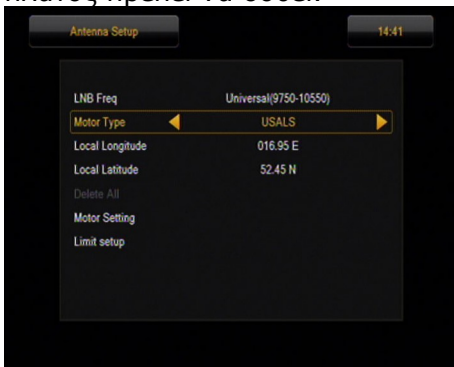 Antenna Setup 14:41
LNB Freq Universal(9750-10550)
Motor Type USALS
Local Longitude 016.95 E
Local Latitude 52.45 N
Delete All
Motor Setting
Limit setup